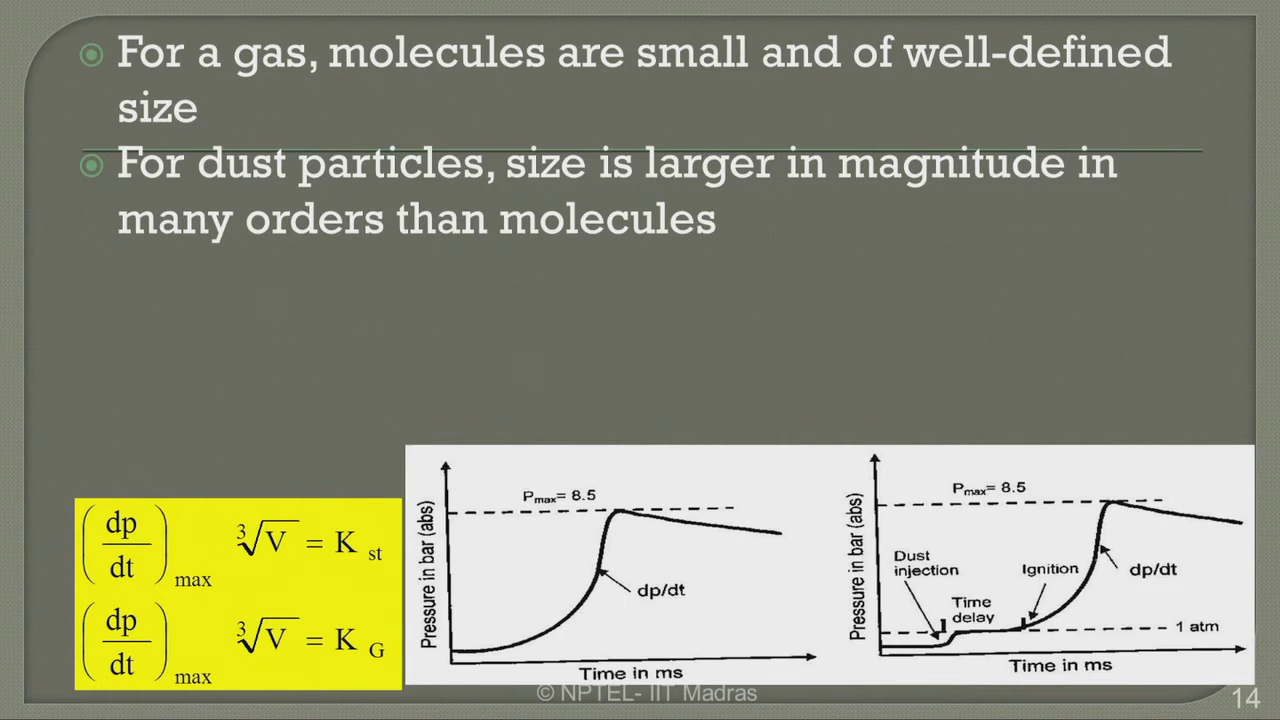 For a gas, molecules are small and of well-defined
size
For dust particles, size is larger in magnitude in
many orders than molecules
(dp/dt)max ∛V = K st
(dp/dt)max ∛V = K G
Pressure in bar (abs)
Pmax= 8.5
dp/dt
Time in ms
Pressure in bar (abs)
Pmax= 8.5
Dust
injection
Time
delay
Ignition
dp/dt
1 atm
Time in ms
© NPTEL- IIT Madras
14